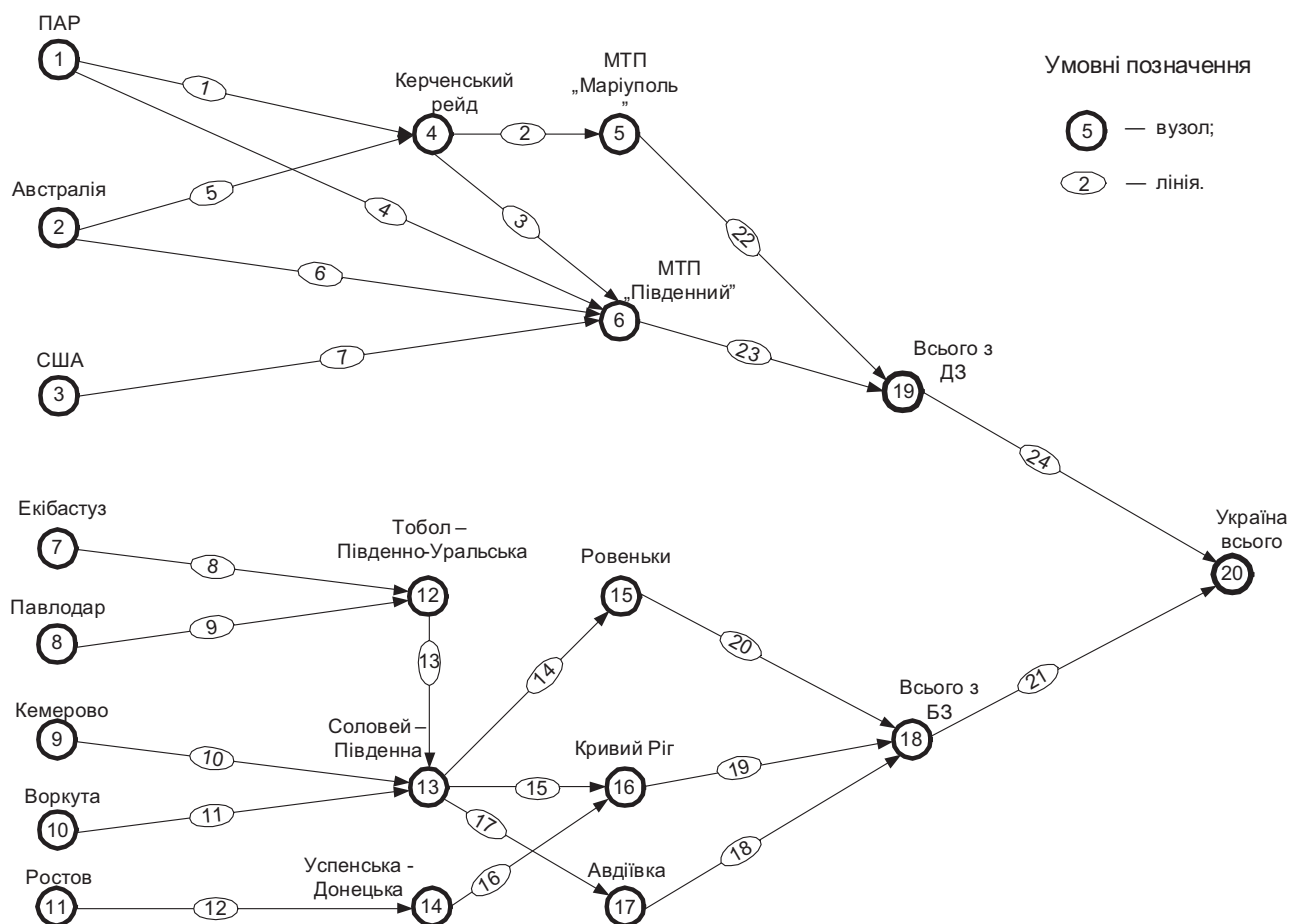 ПАР
1
1
Керченський
рейд
4
2
МТП
„Маріуполь
”
5
Умовні позначення
5 — вузол;
2 — лінія.
Австралія
2
5
4
3
22
6
МТП
„Південний”
6
США
3
7
23
Всього з
ДЗ
19
24
Україна
всього
20
Екібастуз
7
8
Тобол –
Південно-Уральська
12
Ровеньки
15
Павлодар
8
9
13
14
20
21
Кемерово
9
10
Соловей –
Південна
13
15
Кривий Ріг
16
19
Всього з
БЗ
18
Воркута
10
11
17
18
Ростов
11
12
Успенська -
Донецька
14
16
Авдіївка
17